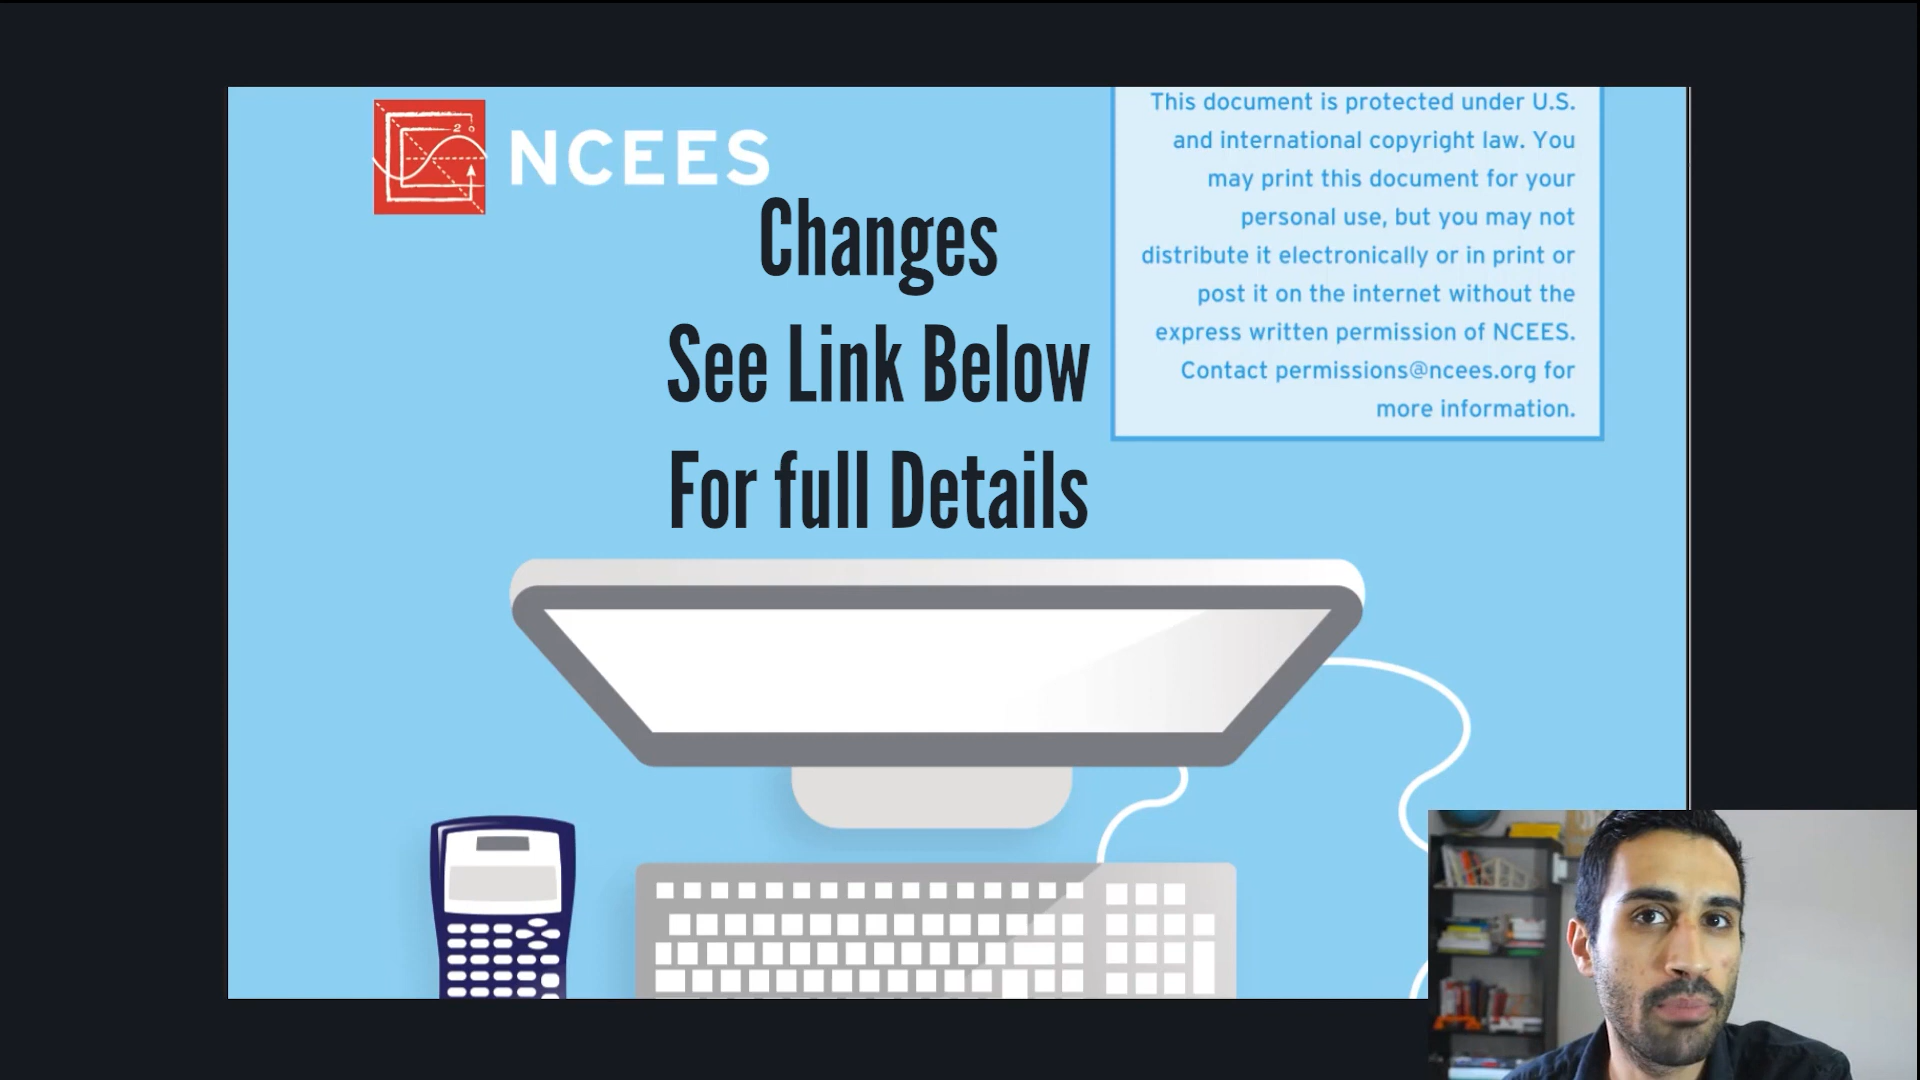 NCEES
Changes
See Link Below
For full Details
This document is protected under U.S.
and international copyright law. You
may print this document for your
personal use, but you may not
distribute it electronically or in print or
post it on the internet without the
express written permission of NCEES.
Contact permissions@ncees.org for
more information.